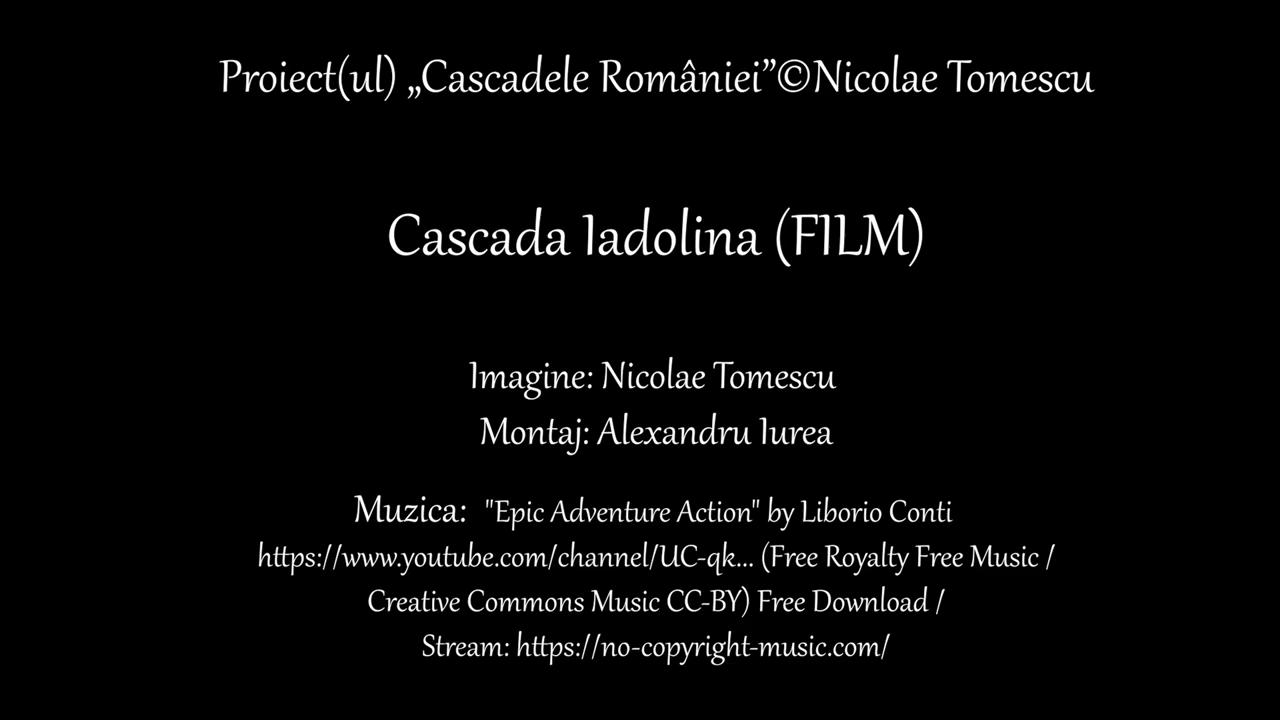 Proiect(ul) „Cascadele României”©Nicolae Tomescu
Cascada Iadolina (FILM)
Imagine: Nicolae Tomescu
Montaj: Alexandru Iurea
Muzica: "Epic Adventure Action" by Liborio Conti
https://www.youtube.com/channel/UC-qk... (Free Royalty Free Music /
Creative Commons Music CC-BY) Free Download /
Stream: https://no-copyright-music.com/